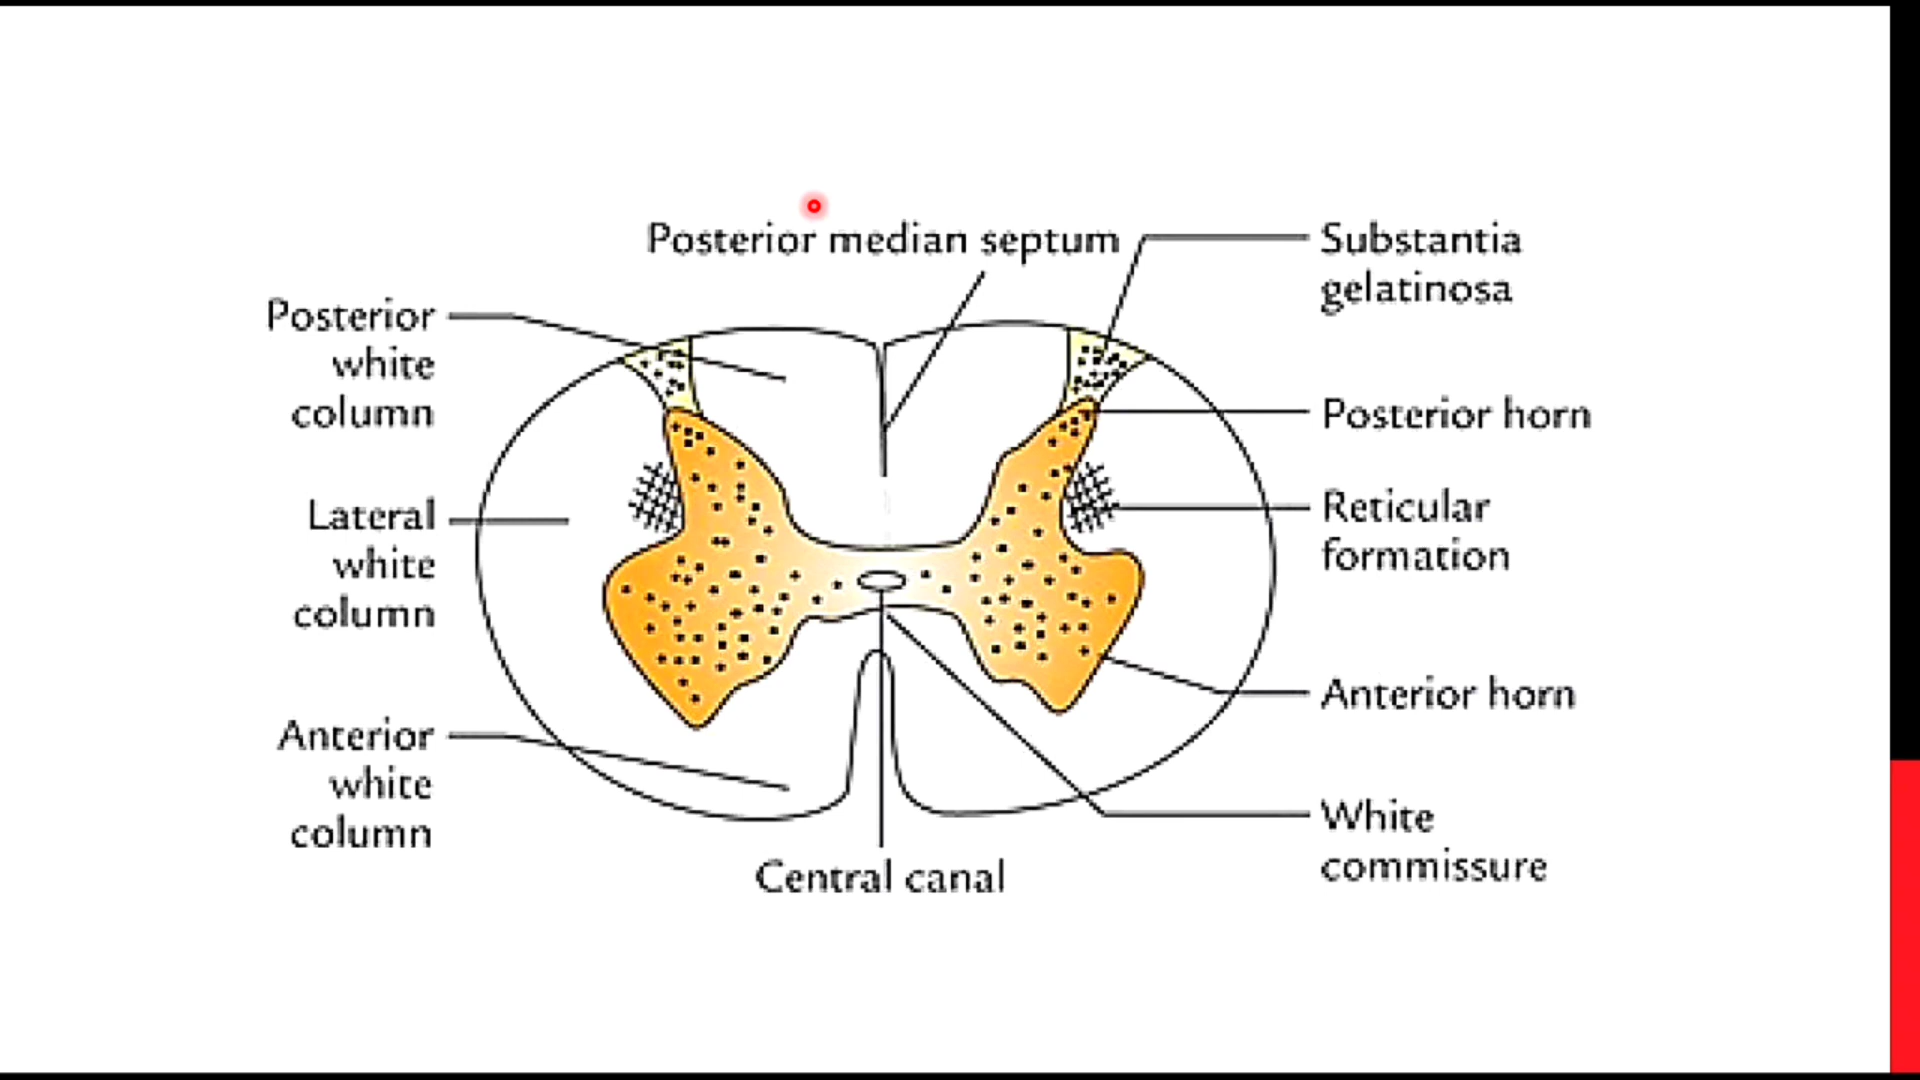 Posterior median septum
Substantia
gelatinosa
Posterior
white
column
Posterior horn
Lateral
white
column
Reticular
formation
Anterior horn
Anterior
white
column
White
commissure
Central canal